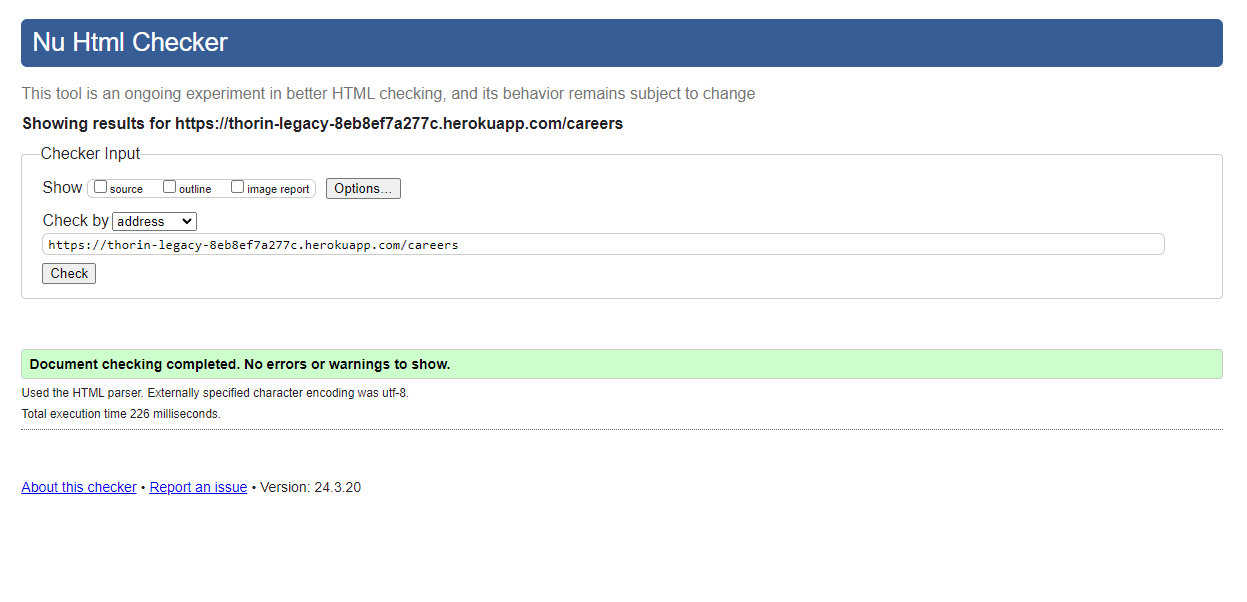 Nu Html Checker
This tool is an ongoing experiment in better HTML checking, and its behavior remains subject to change
Showing results for https://thorin-legacy-8eb8ef7a277c.herokuapp.com/careers
Checker Input
Show source outline image report Options...
Check by address
https://thorin-legacy-8eb8ef7a277c.herokuapp.com/careers
Check
Document checking completed. No errors or warnings to show.
Used the HTML parser. Externally specified character encoding was utf-8.
Total execution time 226 milliseconds.
About this checker • Report an issue • Version: 24.3.20